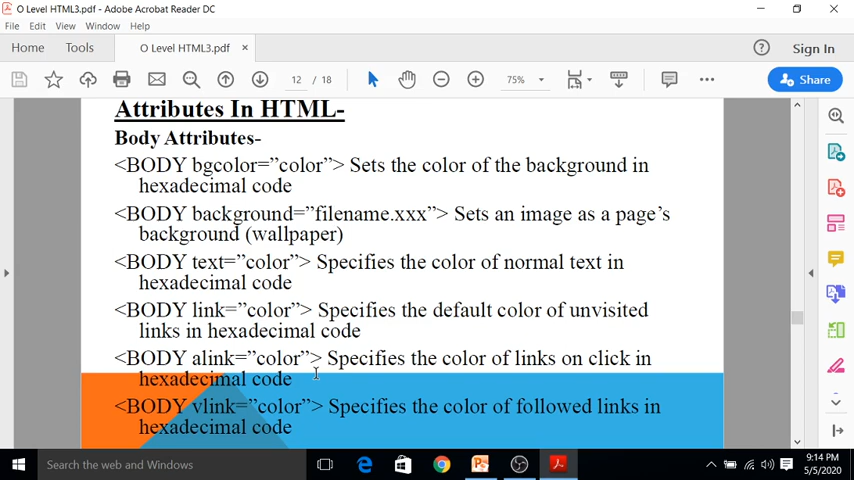 O Level HTML3.pdf - Adobe Acrobat Reader DC
File Edit View Window Help
Home Tools O Level HTML3.pdf × Sign In
12 / 18 75% Share
Attributes In HTML-
Body Attributes-
<BODY bgcolor=”color”> Sets the color of the background in
hexadecimal code
<BODY background=”filename.xxx”> Sets an image as a page’s
background (wallpaper)
<BODY text=”color”> Specifies the color of normal text in
hexadecimal code
<BODY link=”color”> Specifies the default color of unvisited
links in hexadecimal code
<BODY alink=”color”> Specifies the color of links on click in
hexadecimal code
<BODY vlink=”color”> Specifies the color of followed links in
hexadecimal code
Search the web and Windows
9:14 PM
5/5/2020